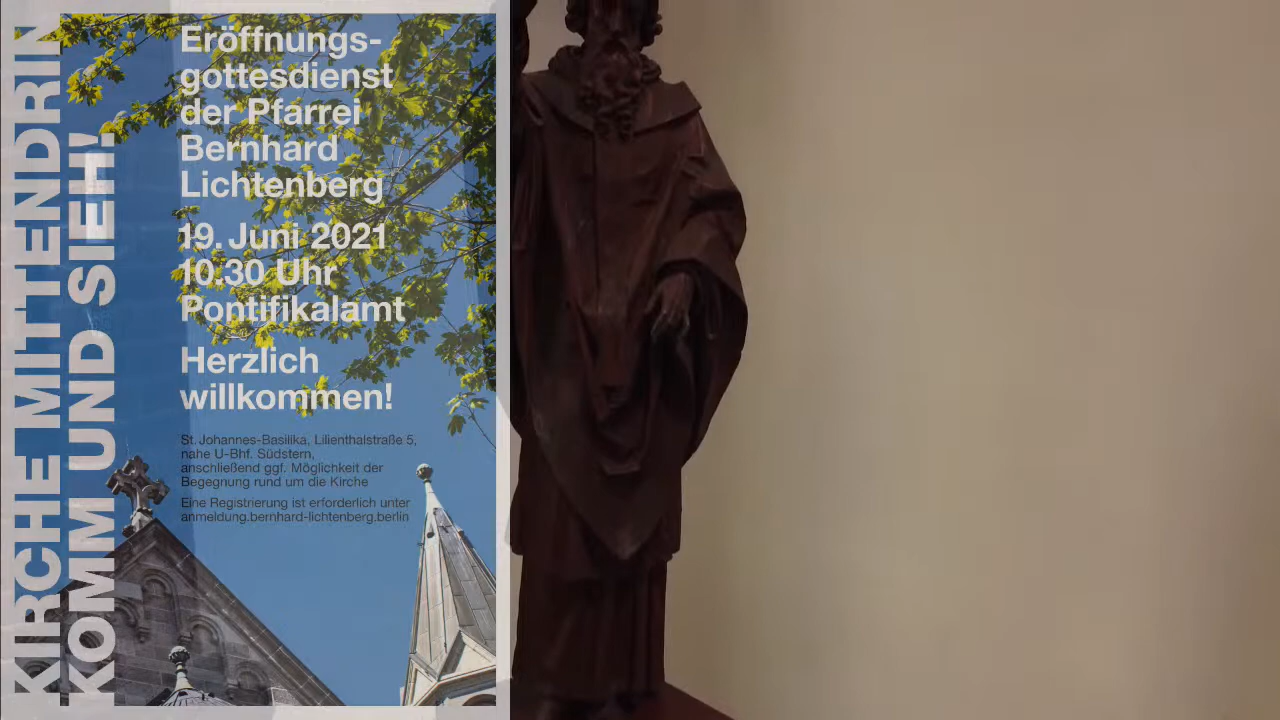 KIRCHE MITTENDRIN
KOMM UND SIEH!
Eröffnungs-
gottesdienst
der Pfarrei
Bernhard
Lichtenberg
19. Juni 2021
10.30 Uhr
Pontifikalamt
Herzlich
willkommen!
St. Johannes-Basilika, Lilienthalstraße 5,
nahe U-Bhf. Südstern,
anschließend ggf. Möglichkeit der
Begegnung rund um die Kirche
Eine Registrierung ist erforderlich unter
anmeldung.bernhard-lichtenberg.berlin